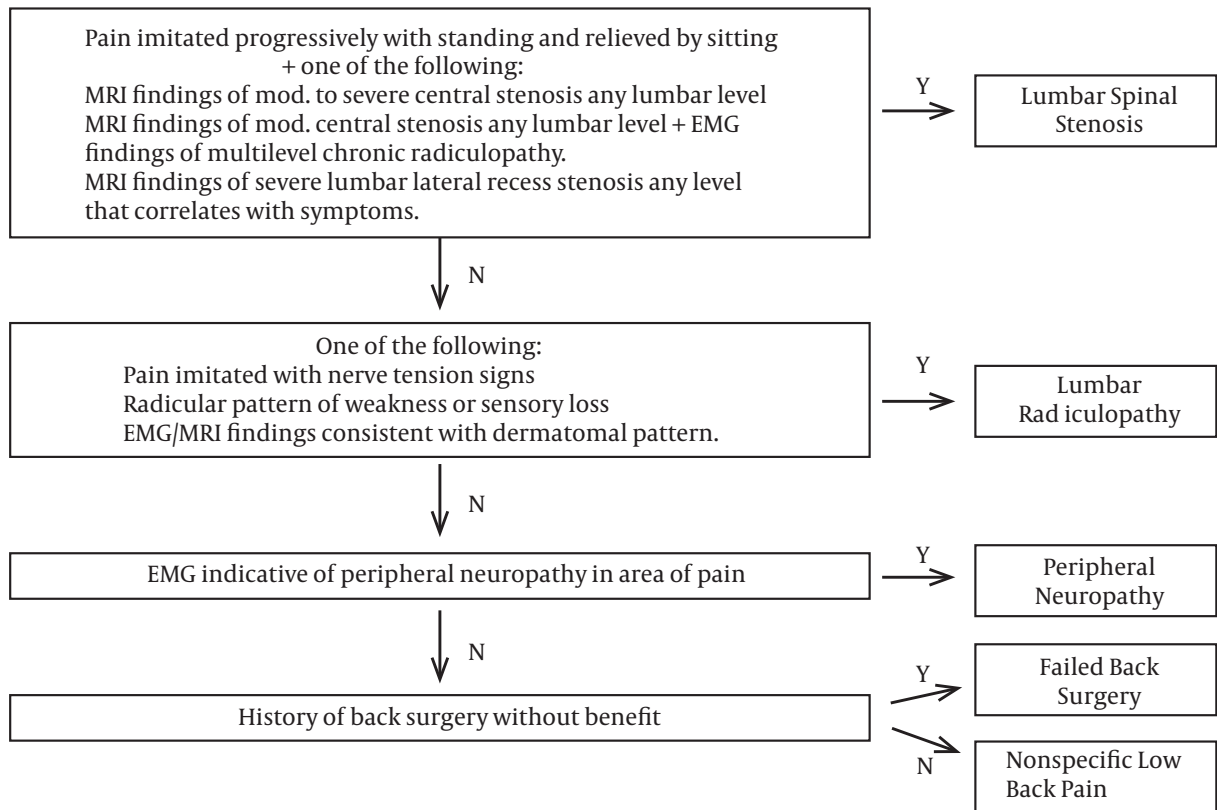 Pain imitated progressively with standing and relieved by sitting
+ one of the following:
MRI findings of mod. to severe central stenosis any lumbar level
MRI findings of mod. central stenosis any lumbar level + EMG
findings of multilevel chronic radiculopathy.
MRI findings of severe lumbar lateral recess stenosis any level
that correlates with symptoms.
Y
Lumbar Spinal
Stenosis
N
One of the following:
Pain imitated with nerve tension signs
Radicular pattern of weakness or sensory loss
EMG/MRI findings consistent with dermatomal pattern.
Y
Lumbar
Rad iculopathy
N
EMG indicative of peripheral neuropathy in area of pain
Y
Peripheral
Neuropathy
N
History of back surgery without benefit
Y
Failed Back
Surgery
N
Nonspecific Low
Back Pain